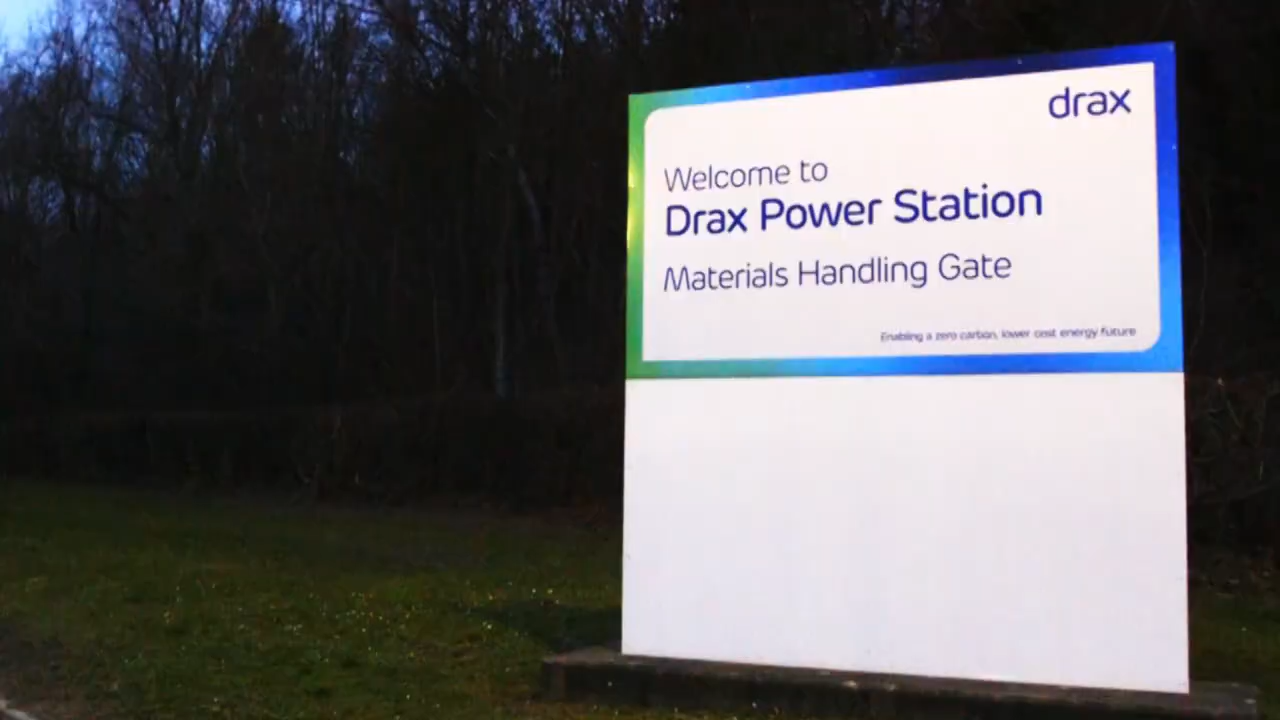 drax
Welcome to
Drax Power Station
Materials Handling Gate
Enabling a zero carbon, lower cost energy future